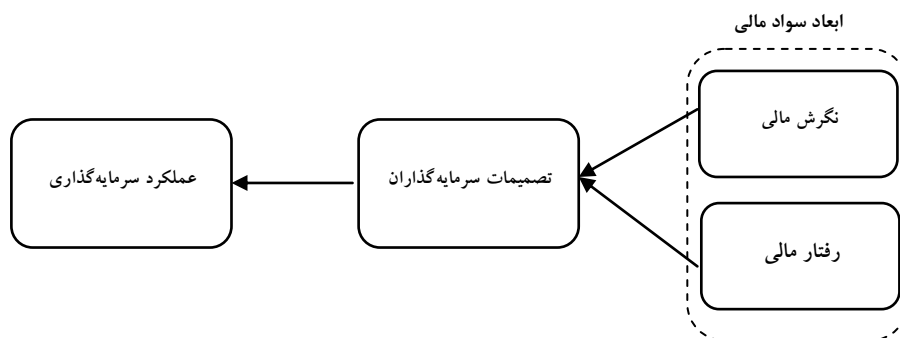 ابعاد سواد مالی
نگرش مالی
تصمیمات سرمایه‌گذاران
عملکرد سرمایه‌گذاری
رفتار مالی